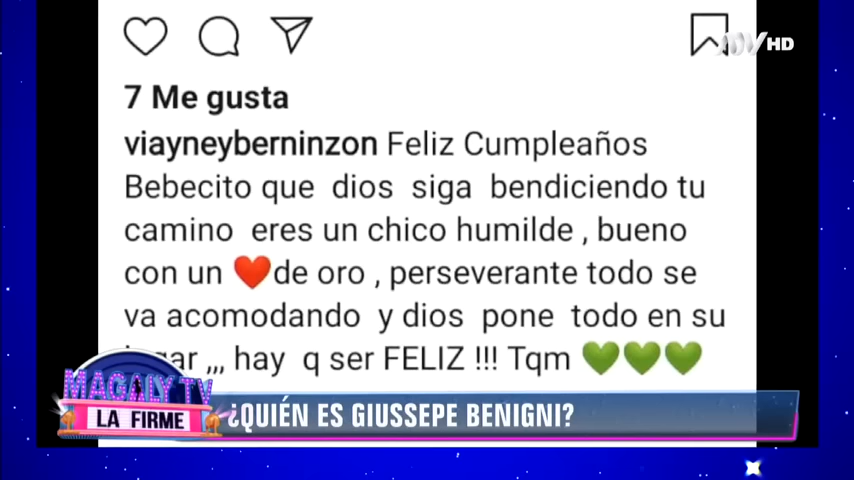 ATV HD
7 Me gusta
viayneyberninzon Feliz Cumpleaños
Bebecito que dios siga bendiciendo tu
camino eres un chico humilde , bueno
con un ❤️de oro , perseverante todo se
va acomodando y dios pone todo en su
lugar ,,, hay q ser FELIZ !!! Tqm 💚💚💚
MAGALY TV
LA FIRME
¿QUIÉN ES GIUSSEPE BENIGNI?